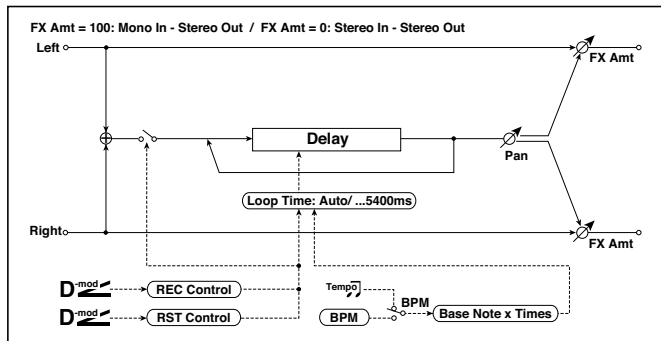 FX Amt = 100: Mono In - Stereo Out / FX Amt = 0: Stereo In - Stereo Out
Left
FX Amt
Delay
Pan
Loop Time: Auto/ ...5400ms
Right
FX Amt
D-mod
REC Control
Tempo
BPM
D-mod
RST Control
BPM
Base Note x Times